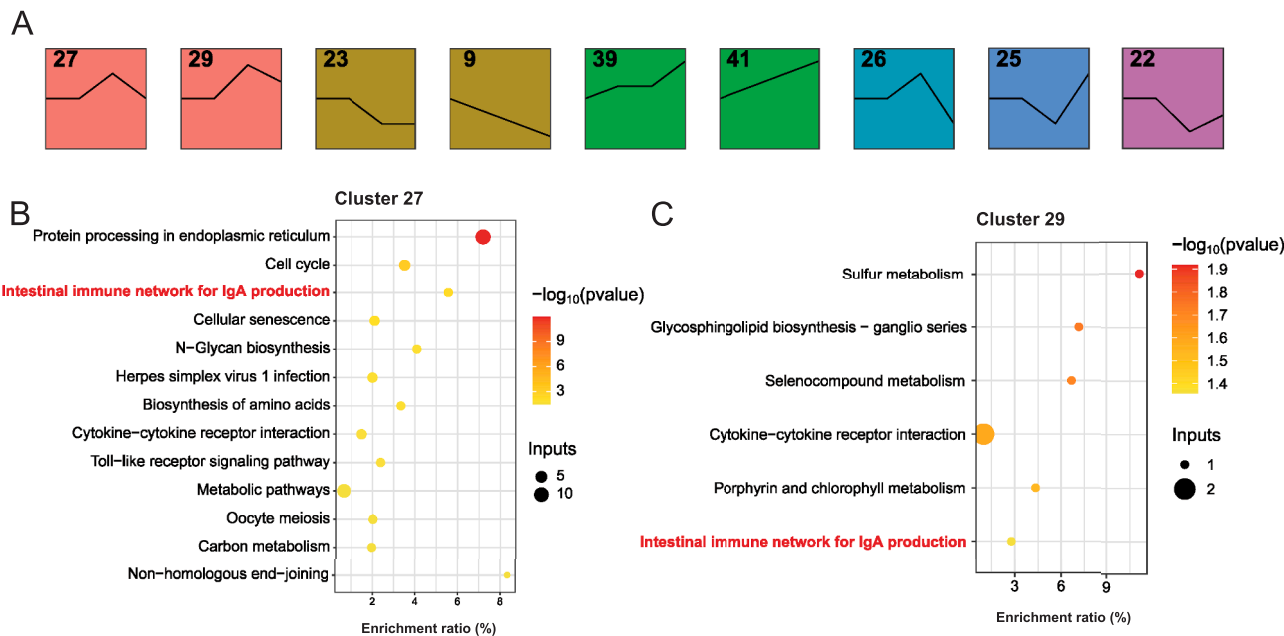 A
27
29
23
9
39
41
26
25
22
B
Cluster 27
Protein processing in endoplasmic reticulum
Cell cycle
Intestinal immune network for IgA production
Cellular senescence
N−Glycan biosynthesis
Herpes simplex virus 1 infection
Biosynthesis of amino acids
Cytokine−cytokine receptor interaction
Toll−like receptor signaling pathway
Metabolic pathways
Oocyte meiosis
Carbon metabolism
Non-homologous end-joining
2
4
6
8
Enrichment ratio (%)
−log10(pvalue)
9
6
3
Inputs
5
10
C
Cluster 29
Sulfur metabolism
Glycosphingolipid biosynthesis − ganglio series
Selenocompound metabolism
Cytokine−cytokine receptor interaction
Porphyrin and chlorophyll metabolism
Intestinal immune network for IgA production
3
6
9
Enrichment ratio (%)
−log10(pvalue)
1.9
1.8
1.7
1.6
1.5
1.4
Inputs
1
2